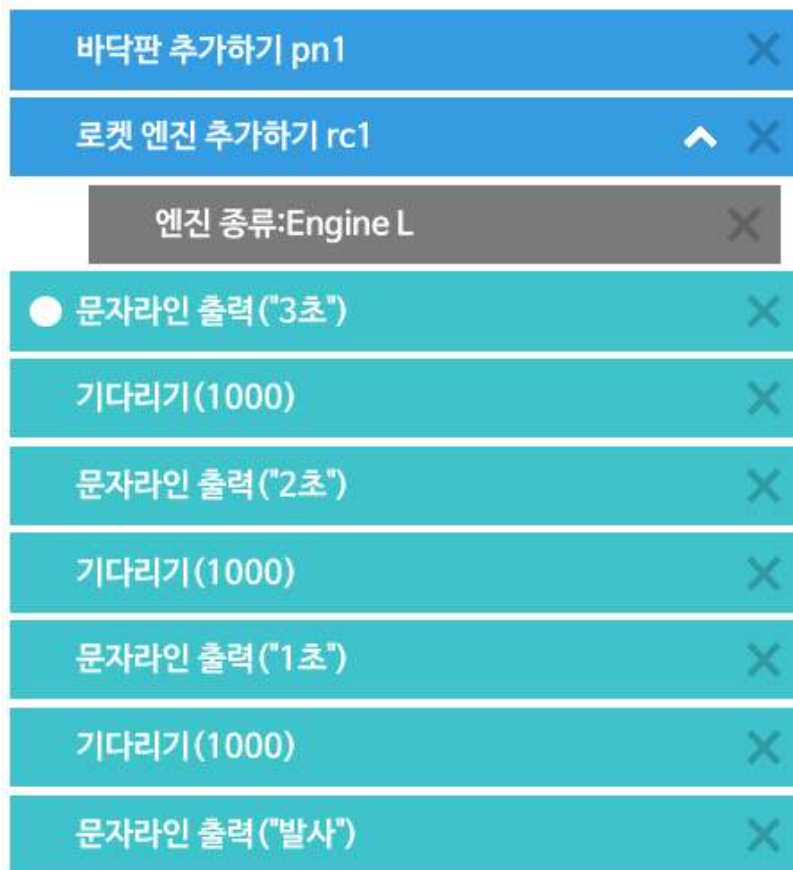 바닥판 추가하기 pn1
로켓 엔진 추가하기 rc1
엔진 종류:Engine L
문자라인 출력("3초")
기다리기(1000)
문자라인 출력("2초")
기다리기(1000)
문자라인 출력("1초")
기다리기(1000)
문자라인 출력("발사")